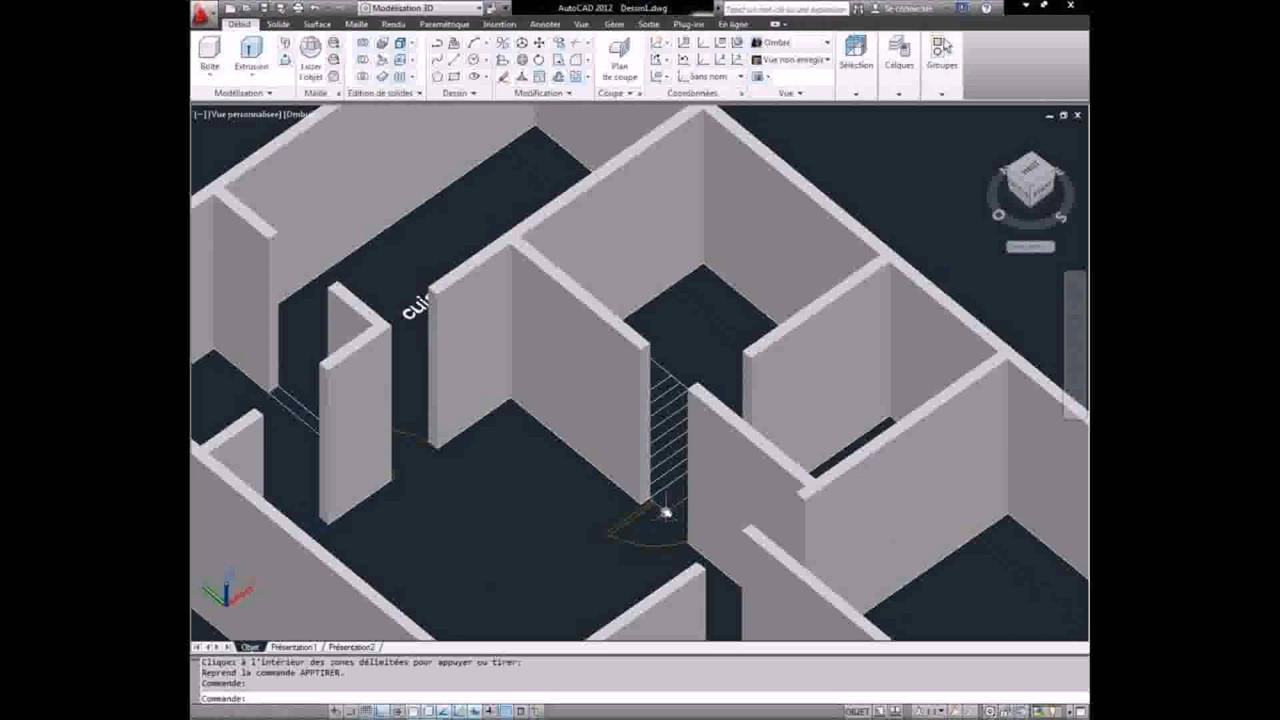 Modélisation 3D
AutoCAD 2012 Dessin1.dwg
Se connecter
Début Solide Surface Maille Rendu Paramétrique Insertion Annoter Vue Gérer Sortie Plug-ins En ligne
Boîte Extrusion Lisser l'objet
Plan de coupe
Ombré
Vue non enregis
Sans nom
Sélection Calques Groupes
Modélisation Maille Edition de solides Dessin Modification Coupe Coordonnées Vue
[−][Vue personnalisée]
cuis
Objet Présentation1 Présentation2
Cliquez à l'intérieur des zones délimitées pour appuyer ou tirer:
Reprend la commande APPTIRER.
Commande:
Commande:
OBJET